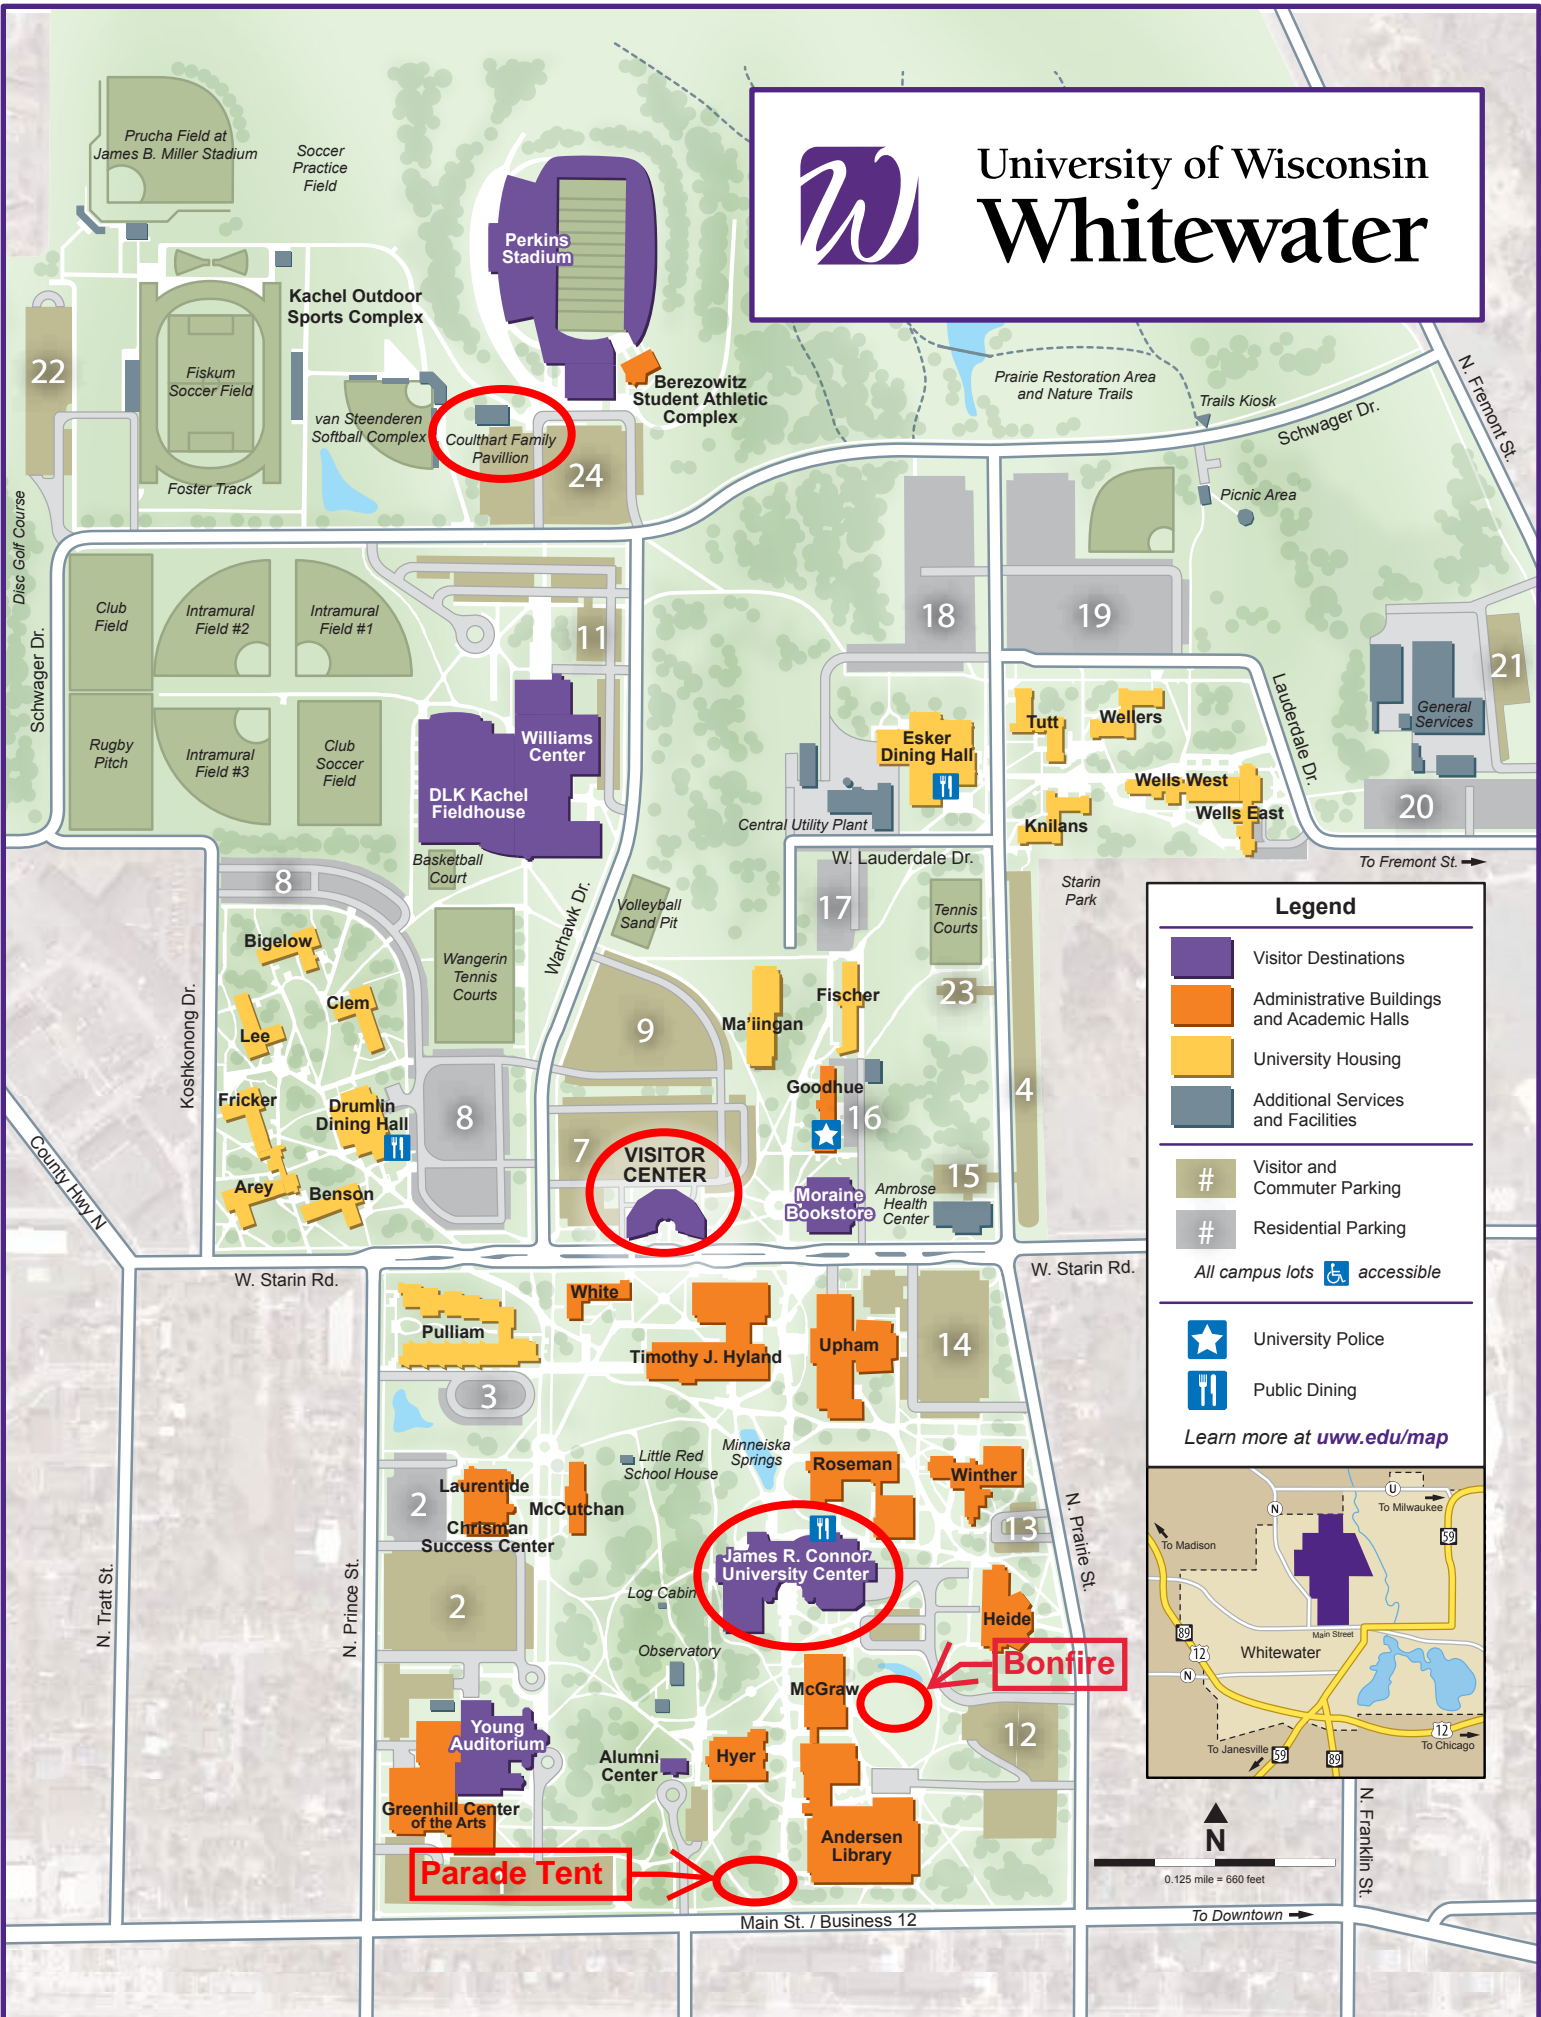 University of Wisconsin
Whitewater
Prucha Field at
James B. Miller Stadium
Soccer
Practice
Field
Perkins
Stadium
Kachel Outdoor
Sports Complex
22
Fiskum
Soccer Field
van Steenderen
Softball Complex
Berezowitz
Student Athletic
Complex
Coulthart Family
Pavillion
24
Foster Track
Prairie Restoration Area
and Nature Trails
Trails Kiosk
Schwager Dr.
N. Fremont St.
Picnic Area
Disc Golf Course
Schwager Dr.
Club
Field
Intramural
Field #2
Intramural
Field #1
11
18
19
21
Rugby
Pitch
Intramural
Field #3
Club
Soccer
Field
Williams
Center
DLK Kachel
Fieldhouse
Esker
Dining Hall
Tutt
Wellers
Lauderdale Dr.
General
Services
Wells West
Wells East
20
Central Utility Plant
Knilans
Basketball
Court
W. Lauderdale Dr.
To Fremont St.
8
Warhawk Dr.
Volleyball
Sand Pit
17
Tennis
Courts
Starin
Park
Bigelow
Wangerin
Tennis
Courts
Clem
Lee
Koshkonong Dr.
9
Ma'iingan
Fischer
23
Goodhue
16
4
Fricker
Drumlin
Dining Hall
8
7
VISITOR
CENTER
Arey
Benson
Moraine
Bookstore
Ambrose
Health
Center
15
County Hwy N
W. Starin Rd.
W. Starin Rd.
Legend
Visitor Destinations
Administrative Buildings
and Academic Halls
University Housing
Additional Services
and Facilities
# Visitor and
Commuter Parking
# Residential Parking
All campus lots accessible
University Police
Public Dining
Learn more at uww.edu/map
White
Pulliam
Timothy J. Hyland
Upham
14
3
Little Red
School House
Minneiska
Springs
Roseman
Winther
Laurentide
2
McCutchan
Chrisman
Success Center
13
N. Prairie St.
James R. Connor
University Center
2
Log Cabin
Heide
N. Tratt St.
N. Prince St.
Observatory
Bonfire
McGraw
12
Young
Auditorium
Alumni
Center
Hyer
Greenhill Center
of the Arts
Andersen
Library
Parade Tent
Main St. / Business 12
To Downtown
N. Franklin St.
N
0.125 mile = 660 feet
U
N
To Milwaukee
59
To Madison
Main Street
89
12
Whitewater
N
12
To Janesville
59
89
To Chicago